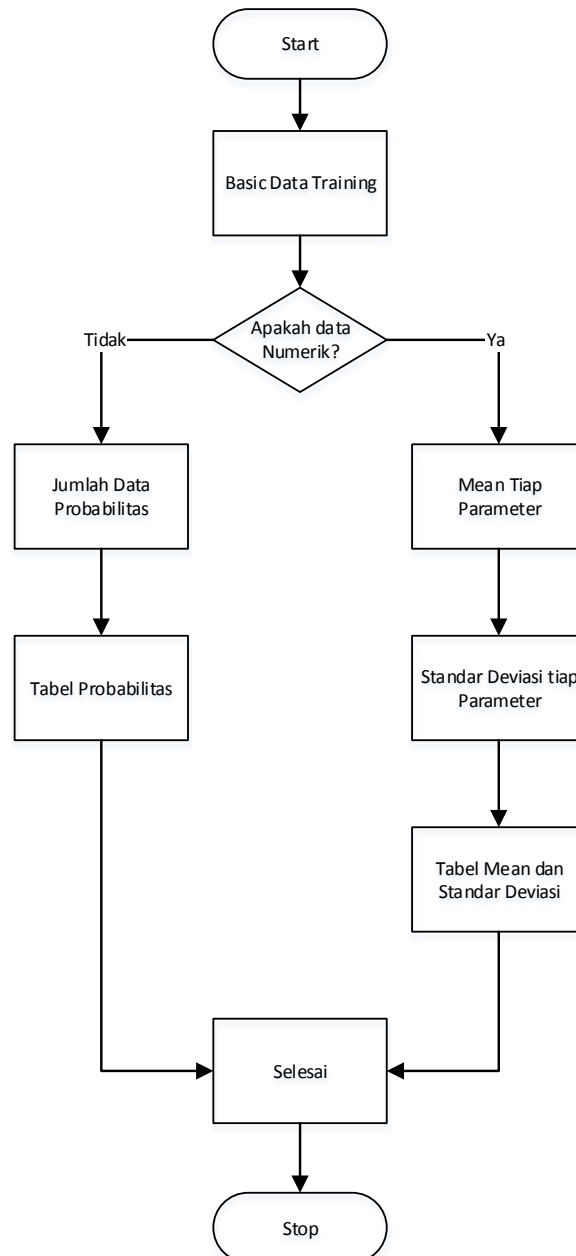 Start
Basic Data Training
Apakah data
Numerik?
Tidak
Ya
Jumlah Data
Probabilitas
Mean Tiap
Parameter
Tabel Probabilitas
Standar Deviasi tiap
Parameter
Tabel Mean dan
Standar Deviasi
Selesai
Stop